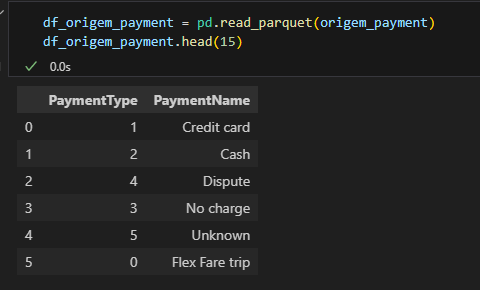 df_origem_payment = pd.read_parquet(origem_payment)
df_origem_payment.head(15)
0.0s
PaymentType PaymentName
0 1 Credit card
1 2 Cash
2 4 Dispute
3 3 No charge
4 5 Unknown
5 0 Flex Fare trip